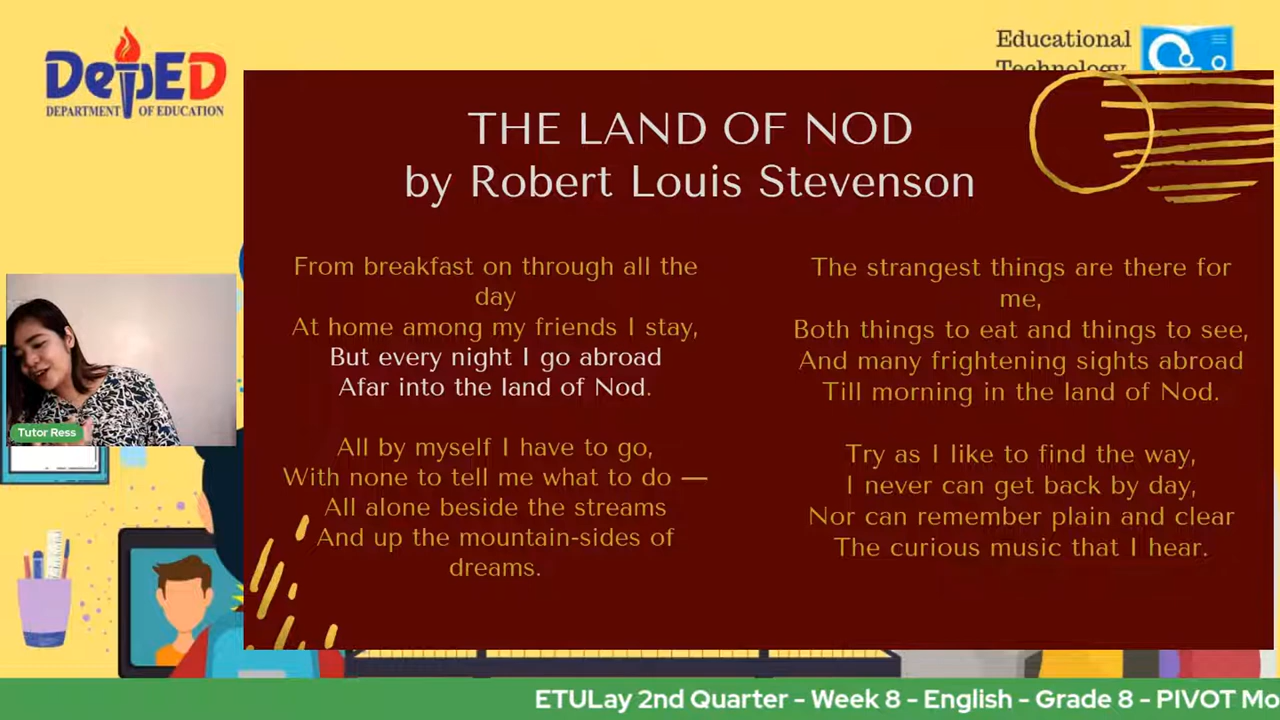 DepED
DEPARTMENT OF EDUCATION
Educational
Technology
THE LAND OF NOD
by Robert Louis Stevenson
From breakfast on through all the
day
At home among my friends I stay,
But every night I go abroad
Afar into the land of Nod.
All by myself I have to go,
With none to tell me what to do —
All alone beside the streams
And up the mountain-sides of
dreams.
The strangest things are there for
me,
Both things to eat and things to see,
And many frightening sights abroad
Till morning in the land of Nod.
Try as I like to find the way,
I never can get back by day,
Nor can remember plain and clear
The curious music that I hear.
Tutor Ress
ETULay 2nd Quarter - Week 8 - English - Grade 8 - PIVOT Mo